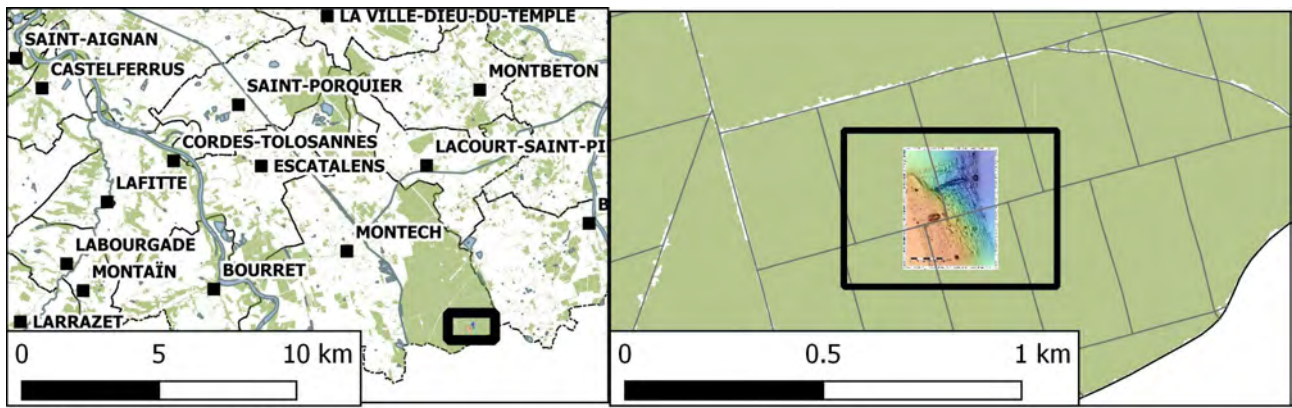 LA VILLE-DIEU-DU-TEMPLE
SAINT-AIGNAN
CASTELFERRUS
MONTBETON
SAINT-PORQUIER
CORDES-TOLOSANNES
LACOURT-SAINT-PI
ESCATALENS
LAFITTE
B
MONTECH
LABOURGADE
MONTAÏN
BOURRET
LARRAZET
0 5 10 km
0 0.5 1 km